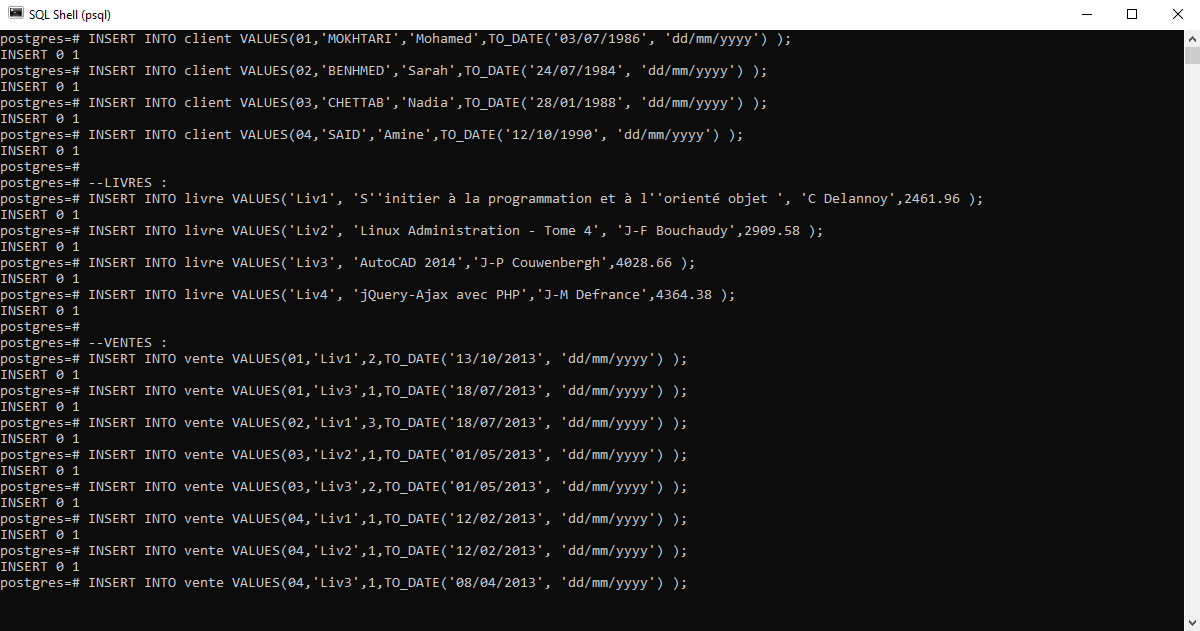 SQL Shell (psql)
postgres=# INSERT INTO client VALUES(01,'MOKHTARI','Mohamed',TO_DATE('03/07/1986', 'dd/mm/yyyy') );
INSERT 0 1
postgres=# INSERT INTO client VALUES(02,'BENHMED','Sarah',TO_DATE('24/07/1984', 'dd/mm/yyyy') );
INSERT 0 1
postgres=# INSERT INTO client VALUES(03,'CHETTAB','Nadia',TO_DATE('28/01/1988', 'dd/mm/yyyy') );
INSERT 0 1
postgres=# INSERT INTO client VALUES(04,'SAID','Amine',TO_DATE('12/10/1990', 'dd/mm/yyyy') );
INSERT 0 1
postgres=#
postgres=# --LIVRES :
postgres=# INSERT INTO livre VALUES('Liv1', 'S''initier à la programmation et à l''orienté objet ', 'C Delannoy',2461.96 );
INSERT 0 1
postgres=# INSERT INTO livre VALUES('Liv2', 'Linux Administration - Tome 4', 'J-F Bouchaudy',2909.58 );
INSERT 0 1
postgres=# INSERT INTO livre VALUES('Liv3', 'AutoCAD 2014','J-P Couwenbergh',4028.66 );
INSERT 0 1
postgres=# INSERT INTO livre VALUES('Liv4', 'jQuery-Ajax avec PHP','J-M Defrance',4364.38 );
INSERT 0 1
postgres=#
postgres=# --VENTES :
postgres=# INSERT INTO vente VALUES(01,'Liv1',2,TO_DATE('13/10/2013', 'dd/mm/yyyy') );
INSERT 0 1
postgres=# INSERT INTO vente VALUES(01,'Liv3',1,TO_DATE('18/07/2013', 'dd/mm/yyyy') );
INSERT 0 1
postgres=# INSERT INTO vente VALUES(02,'Liv1',3,TO_DATE('18/07/2013', 'dd/mm/yyyy') );
INSERT 0 1
postgres=# INSERT INTO vente VALUES(03,'Liv2',1,TO_DATE('01/05/2013', 'dd/mm/yyyy') );
INSERT 0 1
postgres=# INSERT INTO vente VALUES(03,'Liv3',2,TO_DATE('01/05/2013', 'dd/mm/yyyy') );
INSERT 0 1
postgres=# INSERT INTO vente VALUES(04,'Liv1',1,TO_DATE('12/02/2013', 'dd/mm/yyyy') );
INSERT 0 1
postgres=# INSERT INTO vente VALUES(04,'Liv2',1,TO_DATE('12/02/2013', 'dd/mm/yyyy') );
INSERT 0 1
postgres=# INSERT INTO vente VALUES(04,'Liv3',1,TO_DATE('08/04/2013', 'dd/mm/yyyy') );